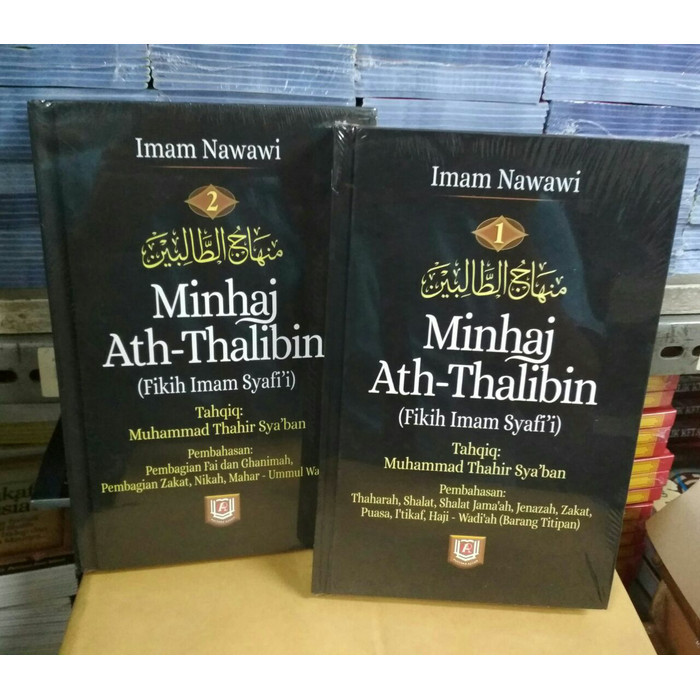 Imam Nawawi
2
منهاج الطالبين
Minhaj
Ath-Thalibin
(Fikih Imam Syafi'i)
Tahqiq:
Muhammad Thahir Sya'ban
Pembahasan:
Pembagian Fai dan Ghanimah,
Pembagian Zakat, Nikah, Mahar - Ummul
Imam Nawawi
1
منهاج الطالبين
Minhaj
Ath-Thalibin
(Fikih Imam Syafi'i)
Tahqiq:
Muhammad Thahir Sya'ban
Pembahasan:
Thaharah, Shalat, Shalat Jama'ah, Jenazah, Zakat,
Puasa, I'tikaf, Haji - Wadi'ah (Barang Titipan)